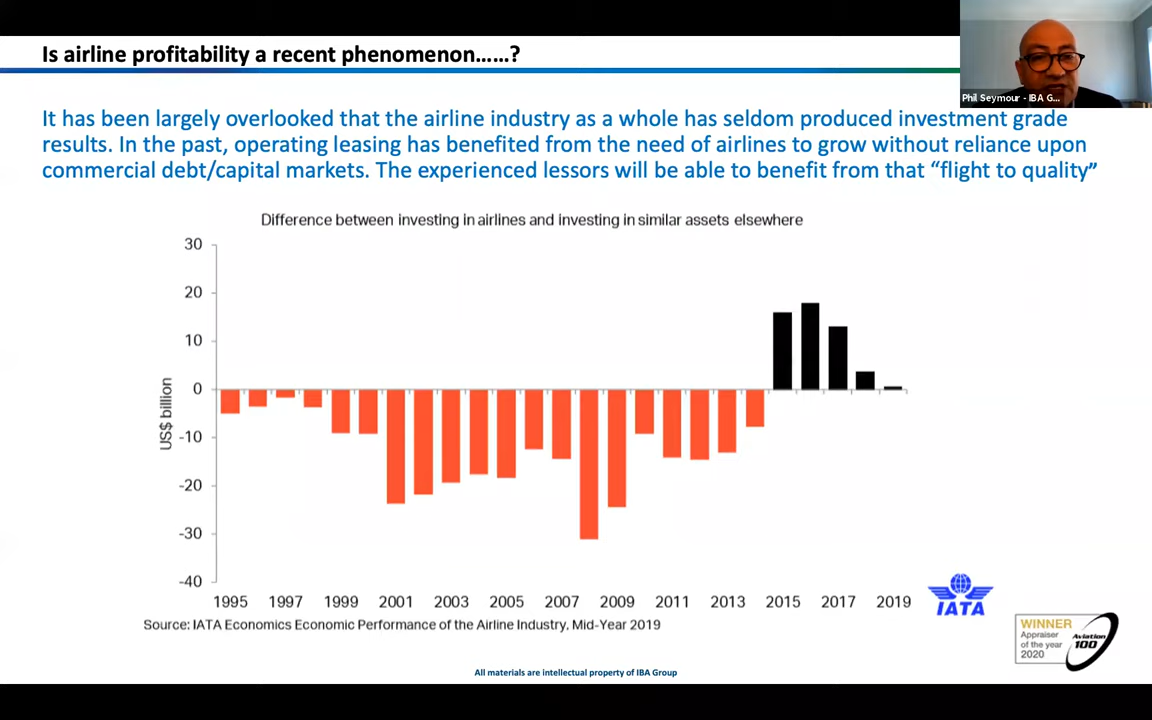 Is airline profitability a recent phenomenon......?
Phil Seymour - IBA G...
It has been largely overlooked that the airline industry as a whole has seldom produced investment grade
results. In the past, operating leasing has benefited from the need of airlines to grow without reliance upon
commercial debt/capital markets. The experienced lessors will be able to benefit from that “flight to quality”
Difference between investing in airlines and investing in similar assets elsewhere
30
20
10
0
-10
-20
-30
-40
US$ billion
1995 1997 1999 2001 2003 2005 2007 2009 2011 2013 2015 2017 2019
Source: IATA Economics Economic Performance of the Airline Industry, Mid-Year 2019
IATA
WINNER
Appraiser
of the year
2020
Aviation
100
All materials are intellectual property of IBA Group